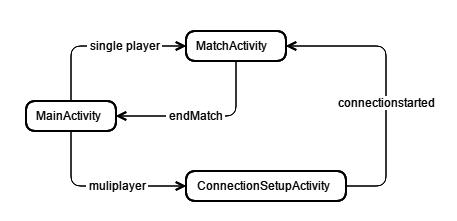 single player
MatchActivity
connectionstarted
MainActivity
endMatch
muliplayer
ConnectionSetupActivity